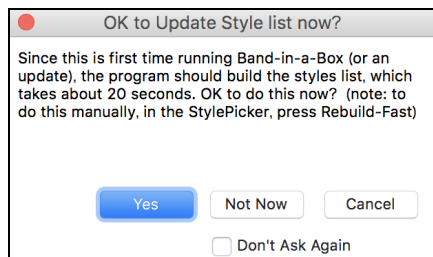 OK to Update Style list now?
Since this is first time running Band-in-a-Box (or an
update), the program should build the styles list, which
takes about 20 seconds. OK to do this now?  (note: to
do this manually, in the StylePicker, press Rebuild-Fast)
Yes
Not Now
Cancel
Don't Ask Again